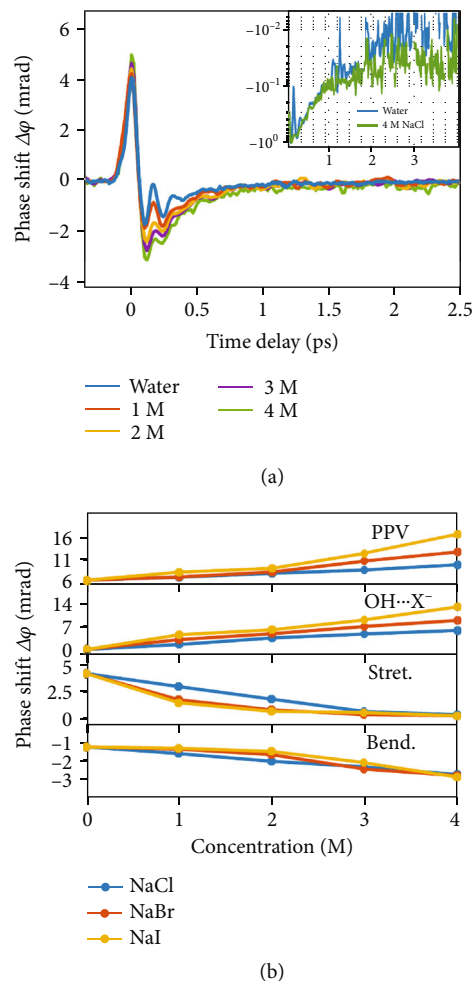 (a)
Phase shift Δφ (mrad)
6
4
2
0
−2
−4
0
0.5
1
1.5
2
2.5
Time delay (ps)
−10⁻²
−10⁻¹
−10⁰
1
2
3
Water
4 M NaCl
Water
1 M
2 M
3 M
4 M
(a)
Phase shift Δφ (mrad)
16
11
6
PPV
14
7
0
OH···X⁻
5
2.5
0
Stret.
−1
−2
−3
Bend.
0
1
2
3
4
Concentration (M)
NaCl
NaBr
NaI
(b)